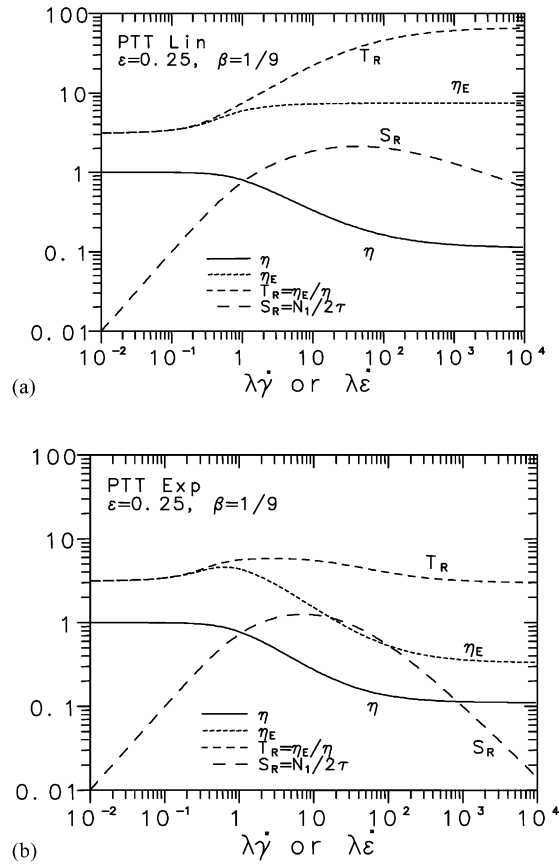 100
PTT Lin
ε=0.25, β=1/9
T_R
10
η_E
S_R
1
0.1
η
η
η_E
T_R=η_E/η
S_R=N_1/2τ
0.01
10^-2 10^-1 1 10 10^2 10^3 10^4
(a)
λγ̇ or λε̇
100
PTT Exp
ε=0.25, β=1/9
10
T_R
1
η_E
0.1
η
η
η_E
T_R=η_E/η
S_R=N_1/2τ
S_R
0.01
10^-2 10^-1 1 10 10^2 10^3 10^4
(b)
λγ̇ or λε̇